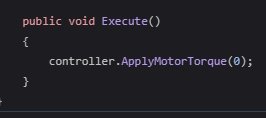 public void Execute()
{
    controller.ApplyMotorTorque(0);
}